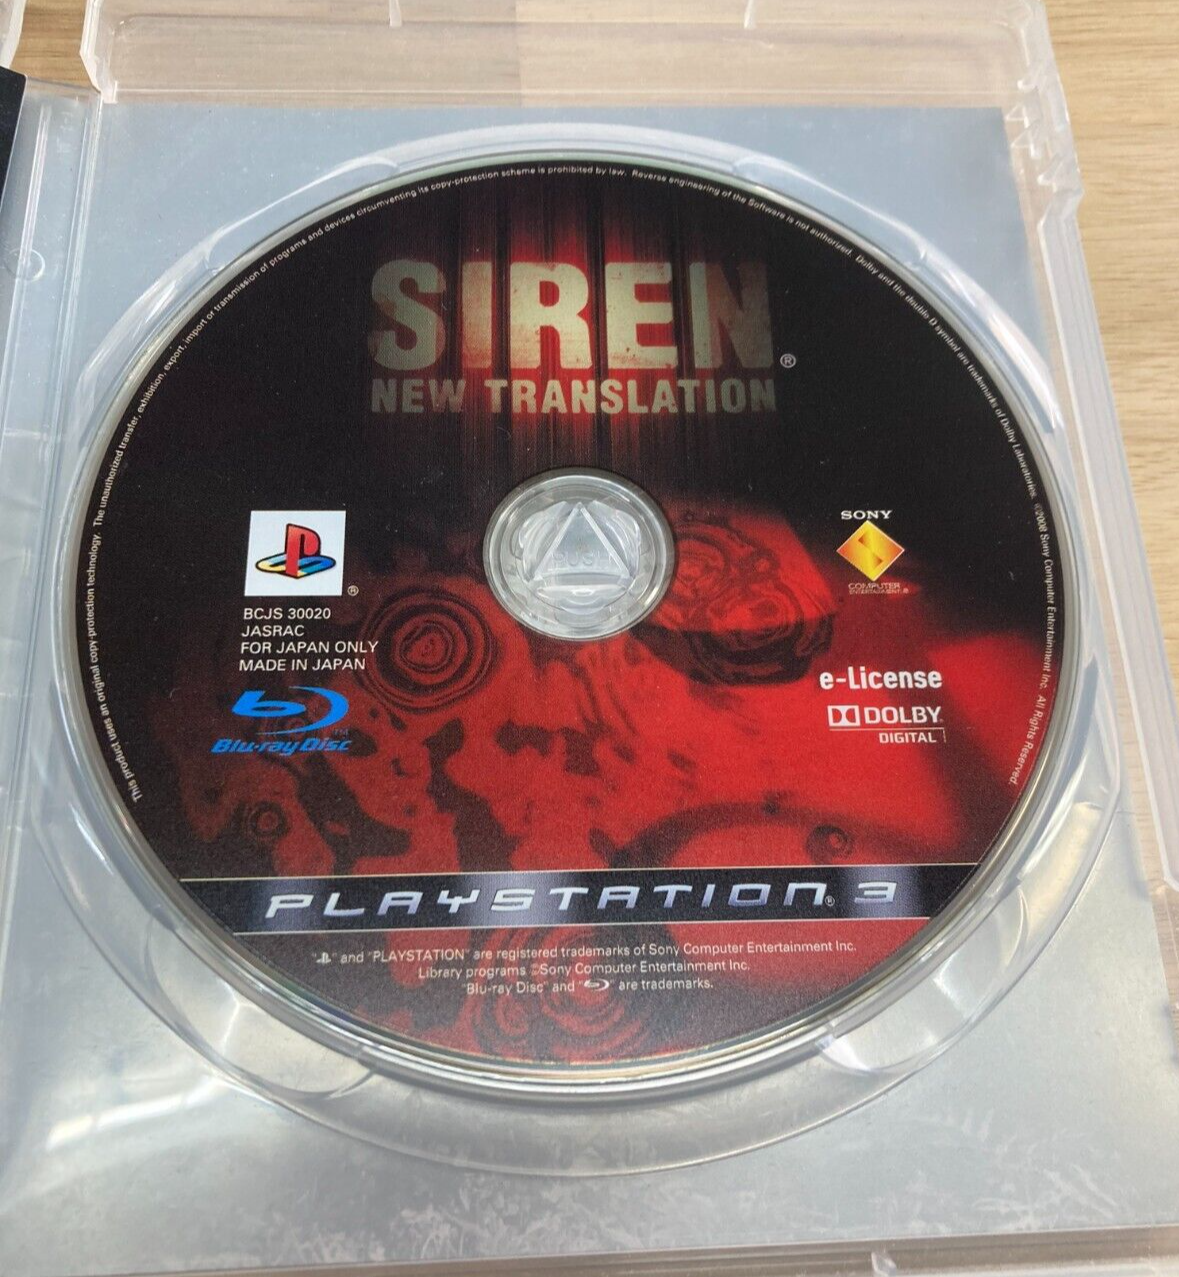 This product uses an original copy-protection technology. The unauthorized transfer, exhibition, export, import or transmission of programs and devices circumventing its copy-protection scheme is prohibited by law. Reverse engineering of the Software is not authorized. Dolby and the double-D symbol are trademarks of Dolby Laboratories. ©2008 Sony Computer Entertainment Inc. All Rights Reserved.
SIREN®
NEW TRANSLATION
SONY
COMPUTER
ENTERTAINMENT®
®
BCJS 30020
JASRAC
FOR JAPAN ONLY
MADE IN JAPAN
Blu-ray Disc™
e-License
DOLBY
DIGITAL
PLAYSTATION® 3
" " and "PLAYSTATION" are registered trademarks of Sony Computer Entertainment Inc.
Library programs ©Sony Computer Entertainment Inc.
"Blu-ray Disc" and " " are trademarks.